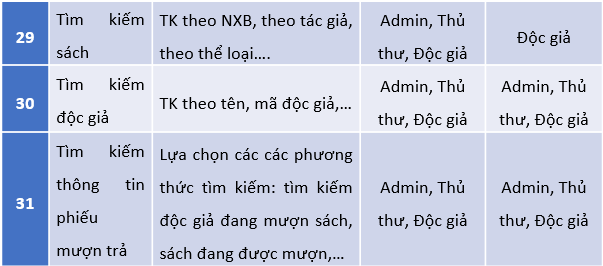 29
Tìm kiếm
sách
TK theo NXB, theo tác giả,
theo thể loại....
Admin, Thủ
thư, Độc giả
Độc giả
30
Tìm kiếm
độc giả
TK theo tên, mã độc giả,...
Admin, Thủ
thư, Độc giả
Admin, Thủ
thư, Độc giả
31
Tìm kiếm
thông tin
phiếu
mượn trả
Lựa chọn các các phương
thức tìm kiếm: tìm kiếm
độc giả đang mượn sách,
sách đang được mượn,...
Admin, Thủ
thư, Độc giả
Admin, Thủ
thư, Độc giả